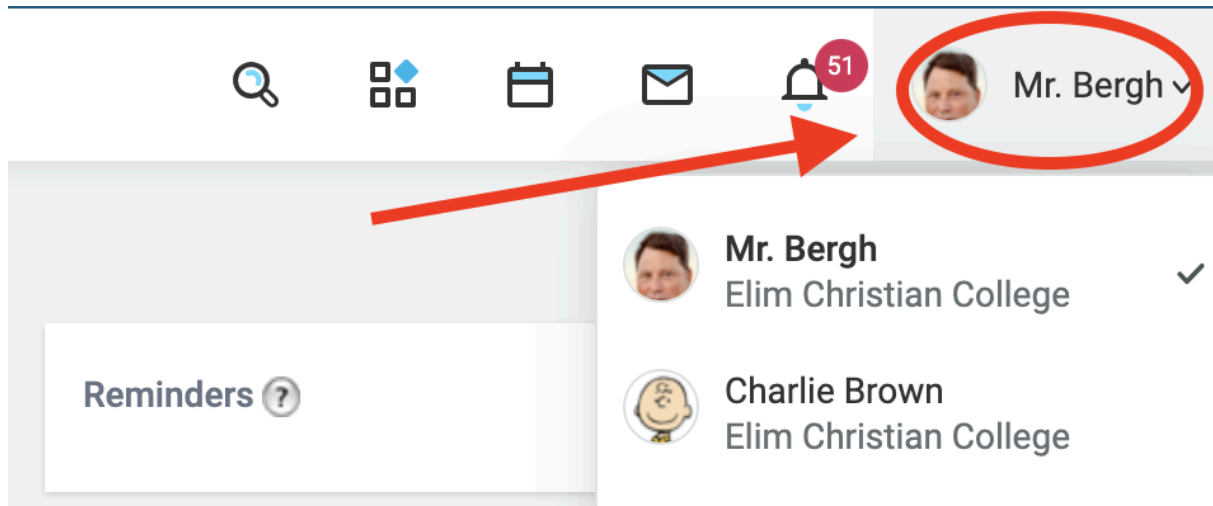 51
Mr. Bergh
Mr. Bergh
Elim Christian College
Reminders ?
Charlie Brown
Elim Christian College